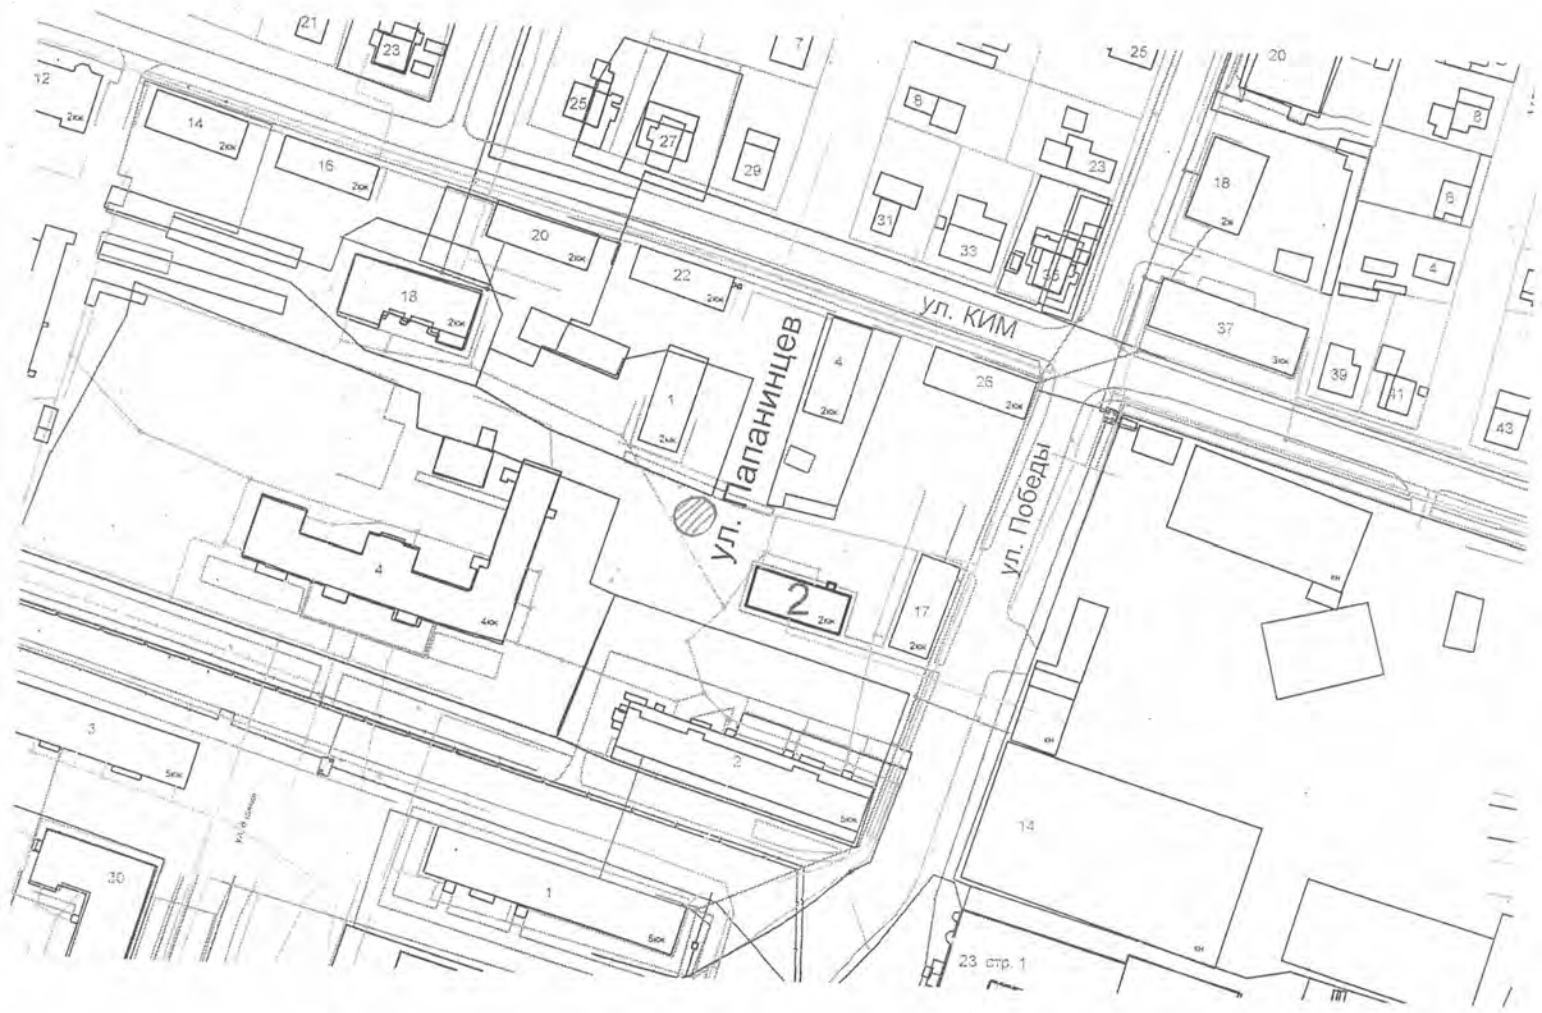 21
23
7
25
20
12
2кж
14
2кж
16
2кж
25
27
29
8
23
8
18
2ж
6
31
33
35
4
20
2кж
22
2кж
18
2кж
ул. КИМ
37
3кж
39
41
43
1
4
2кж
26
2кж
ул. Папанинцев
ул. Победы
кн
4
4кж
2
2кж
17
2кж
3
5кж
2
5кж
кн
14
кн
30
1
5кж
23 стр. 1